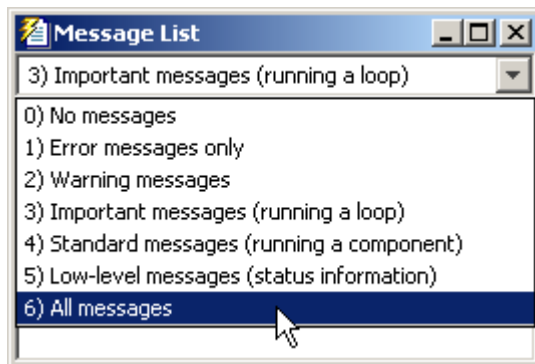 Message List
3) Important messages (running a loop)
0) No messages
1) Error messages only
2) Warning messages
3) Important messages (running a loop)
4) Standard messages (running a component)
5) Low-level messages (status information)
6) All messages